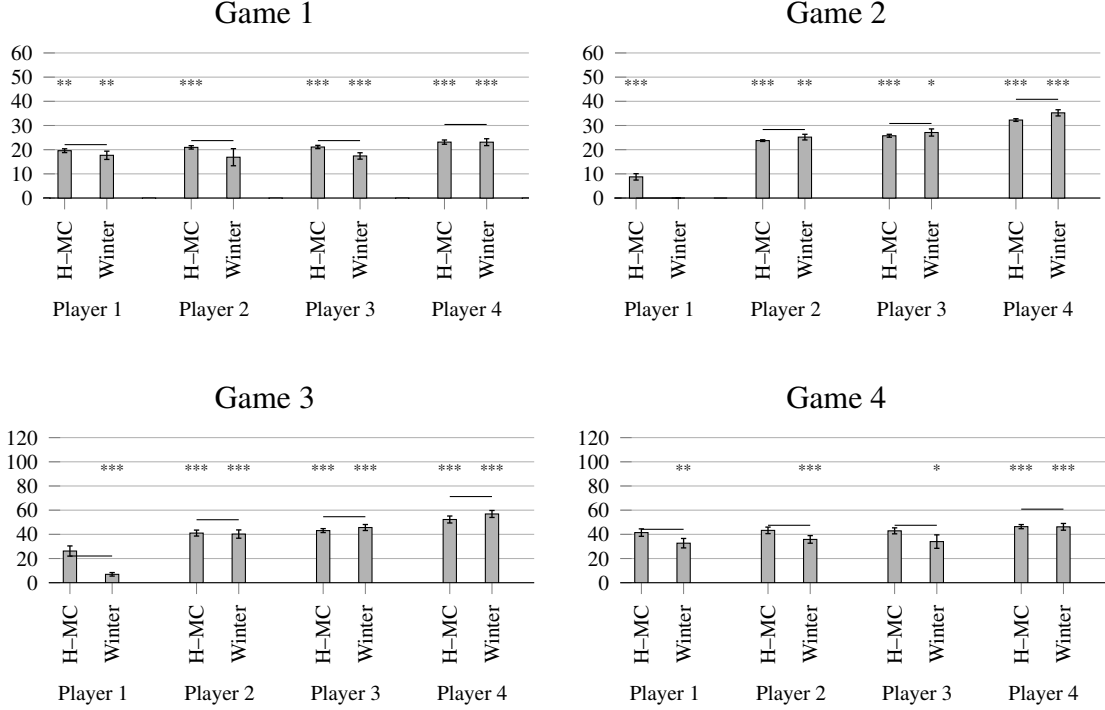 Game 1
60
50
40
30
20
10
0
** ** *** *** *** *** ***
H−MC Winter H−MC Winter H−MC Winter H−MC Winter
Player 1 Player 2 Player 3 Player 4
Game 2
60
50
40
30
20
10
0
*** *** ** *** * *** ***
H−MC Winter H−MC Winter H−MC Winter H−MC Winter
Player 1 Player 2 Player 3 Player 4
Game 3
120
100
80
60
40
20
0
*** *** *** *** *** *** ***
H−MC Winter H−MC Winter H−MC Winter H−MC Winter
Player 1 Player 2 Player 3 Player 4
Game 4
120
100
80
60
40
20
0
** *** * *** ***
H−MC Winter H−MC Winter H−MC Winter H−MC Winter
Player 1 Player 2 Player 3 Player 4